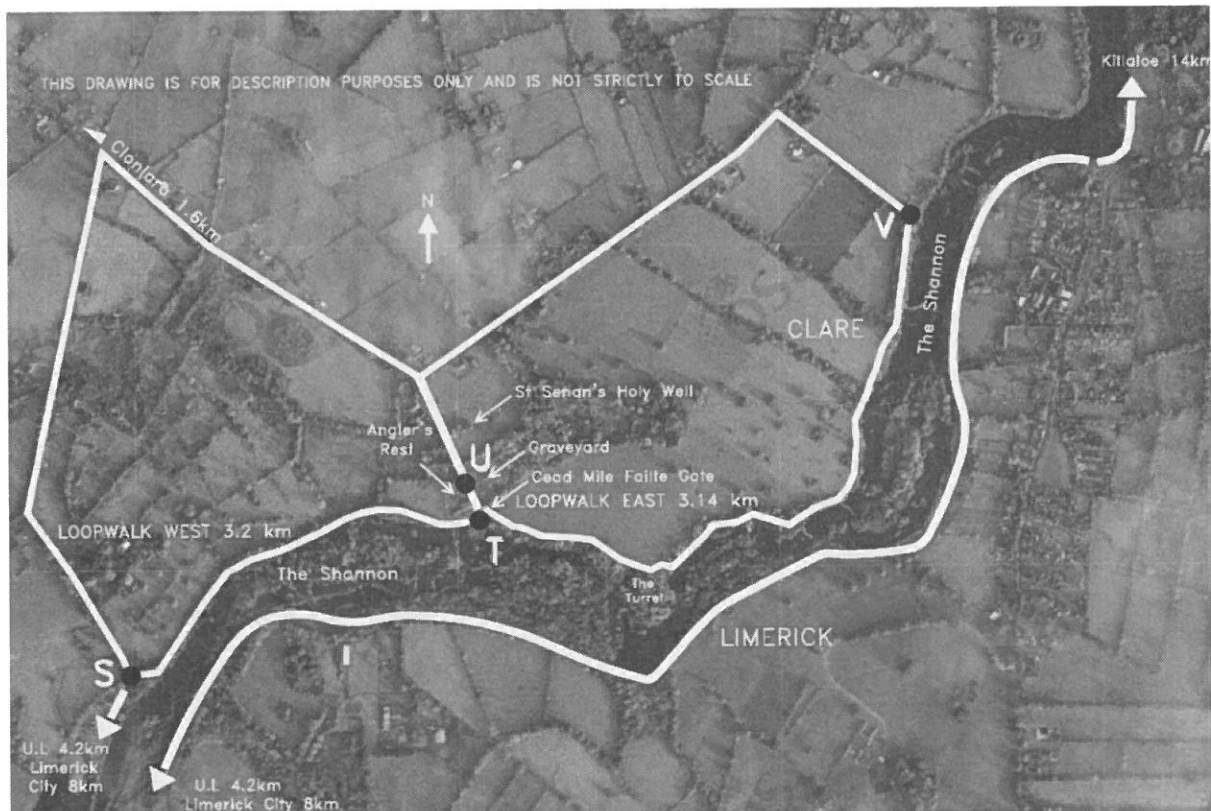 THIS DRAWING IS FOR DESCRIPTION PURPOSES ONLY AND IS NOT STRICTLY TO SCALE
Killaloe 14km
Clonlara 1.6km
N
V
The Shannon
CLARE
St Senan's Holy Well
Angler's
Rest
U
Graveyard
Cead Mile Failte Gate
LOOPWALK EAST 3.14 km
LOOPWALK WEST 3.2 km
T
The Shannon
The
Turret
LIMERICK
S
U.L 4.2km
Limerick
City 8km
U.L 4.2km
Limerick City 8km